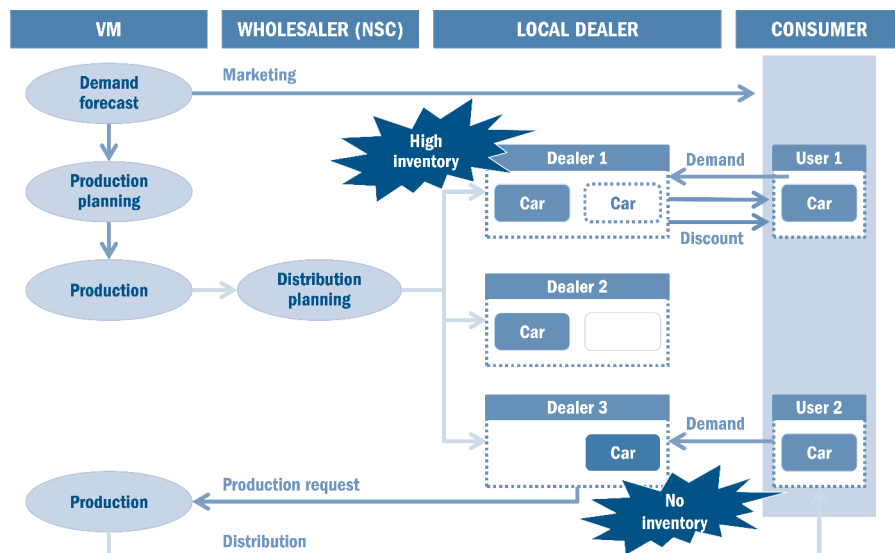 VM
WHOLESALER (NSC)
LOCAL DEALER
CONSUMER
Demand
forecast
Marketing
High
inventory
Production
planning
Dealer 1
Car
Car
Demand
Discount
User 1
Car
Production
Distribution
planning
Dealer 2
Car
Dealer 3
Car
Demand
User 2
Car
No
inventory
Production request
Production
Distribution